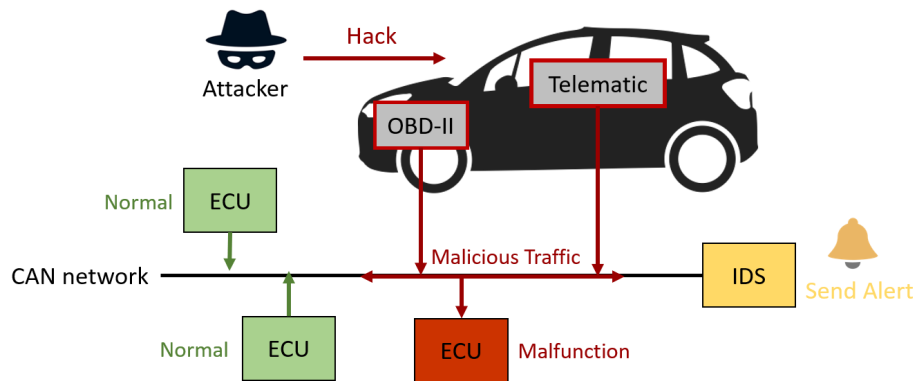 Hack
Attacker
Telematic
OBD-II
Normal
ECU
Malicious Traffic
CAN network
IDS
Send Alert
Normal
ECU
ECU
Malfunction